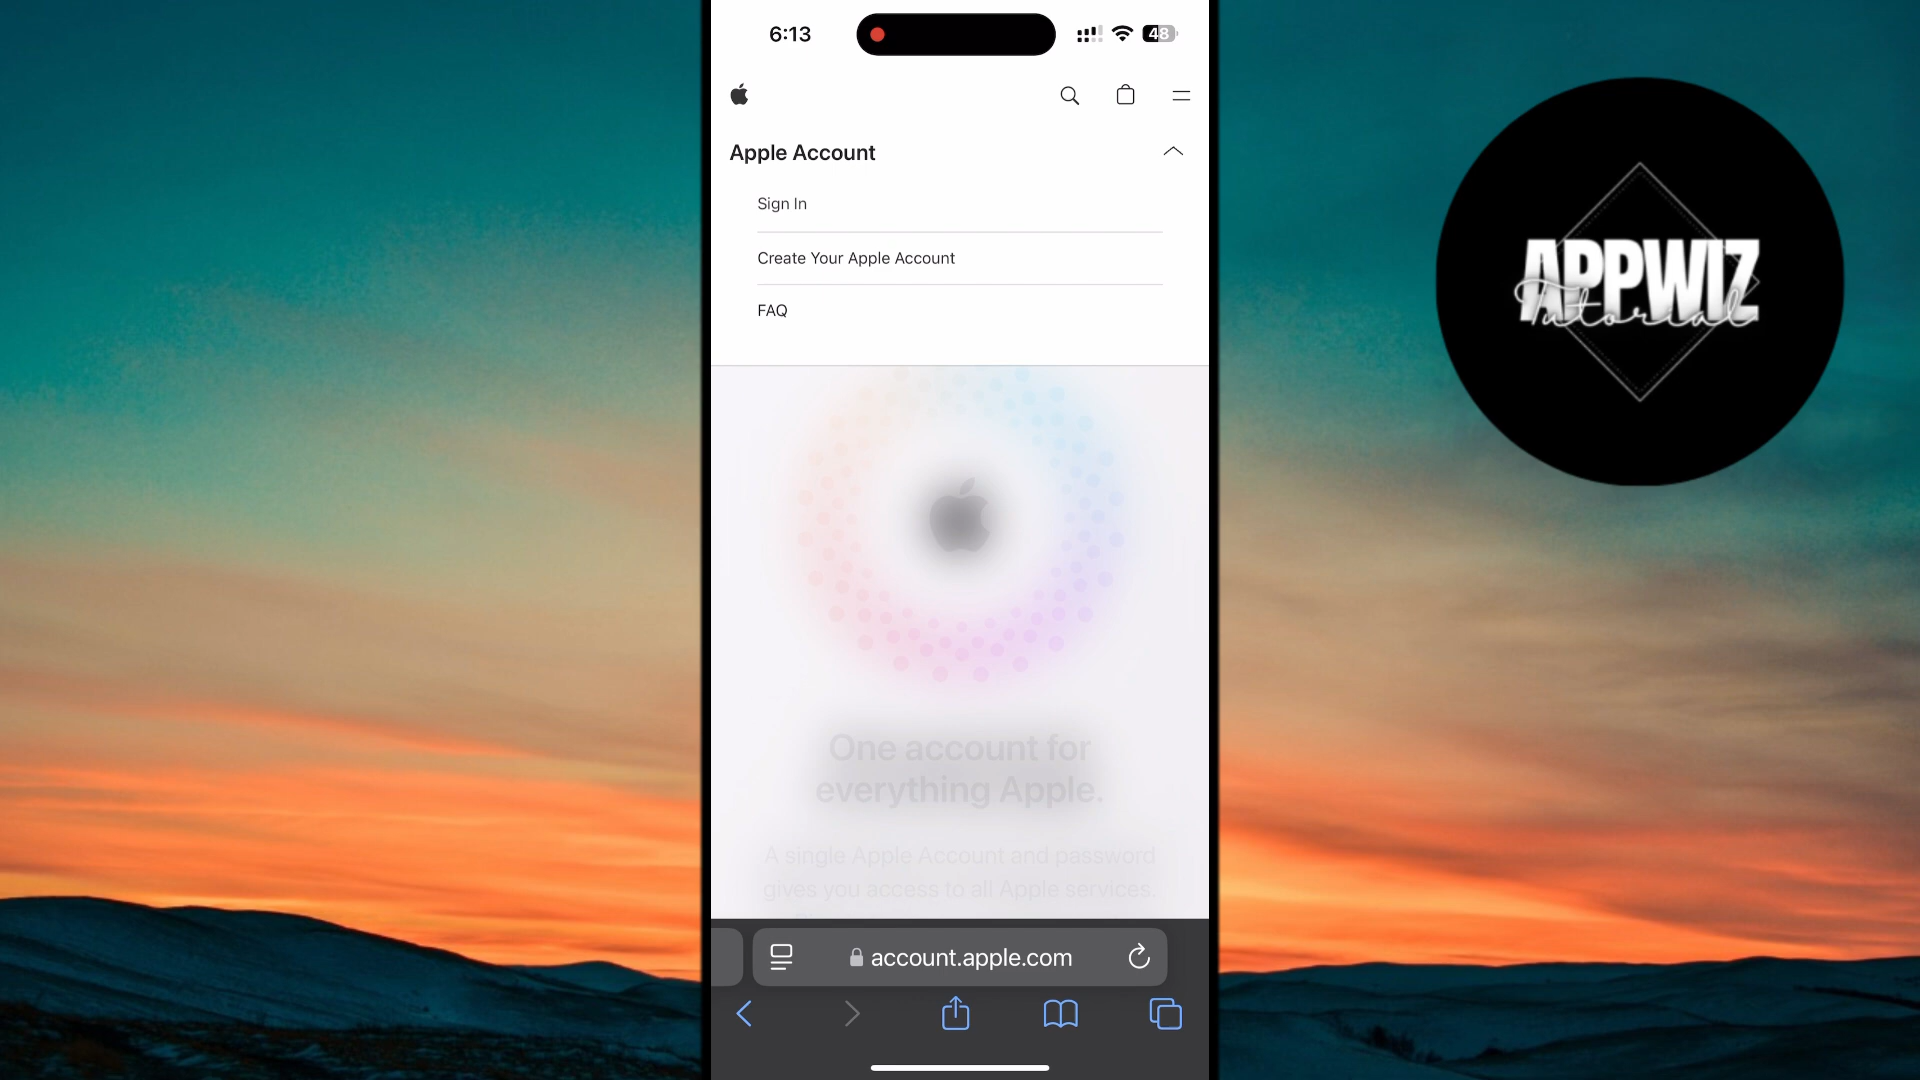 6:13
48
Apple Account
Sign In
Create Your Apple Account
FAQ
One account for
everything Apple.
A single Apple Account and password
gives you access to all Apple services.
account.apple.com
APPWIZ
Tutorial